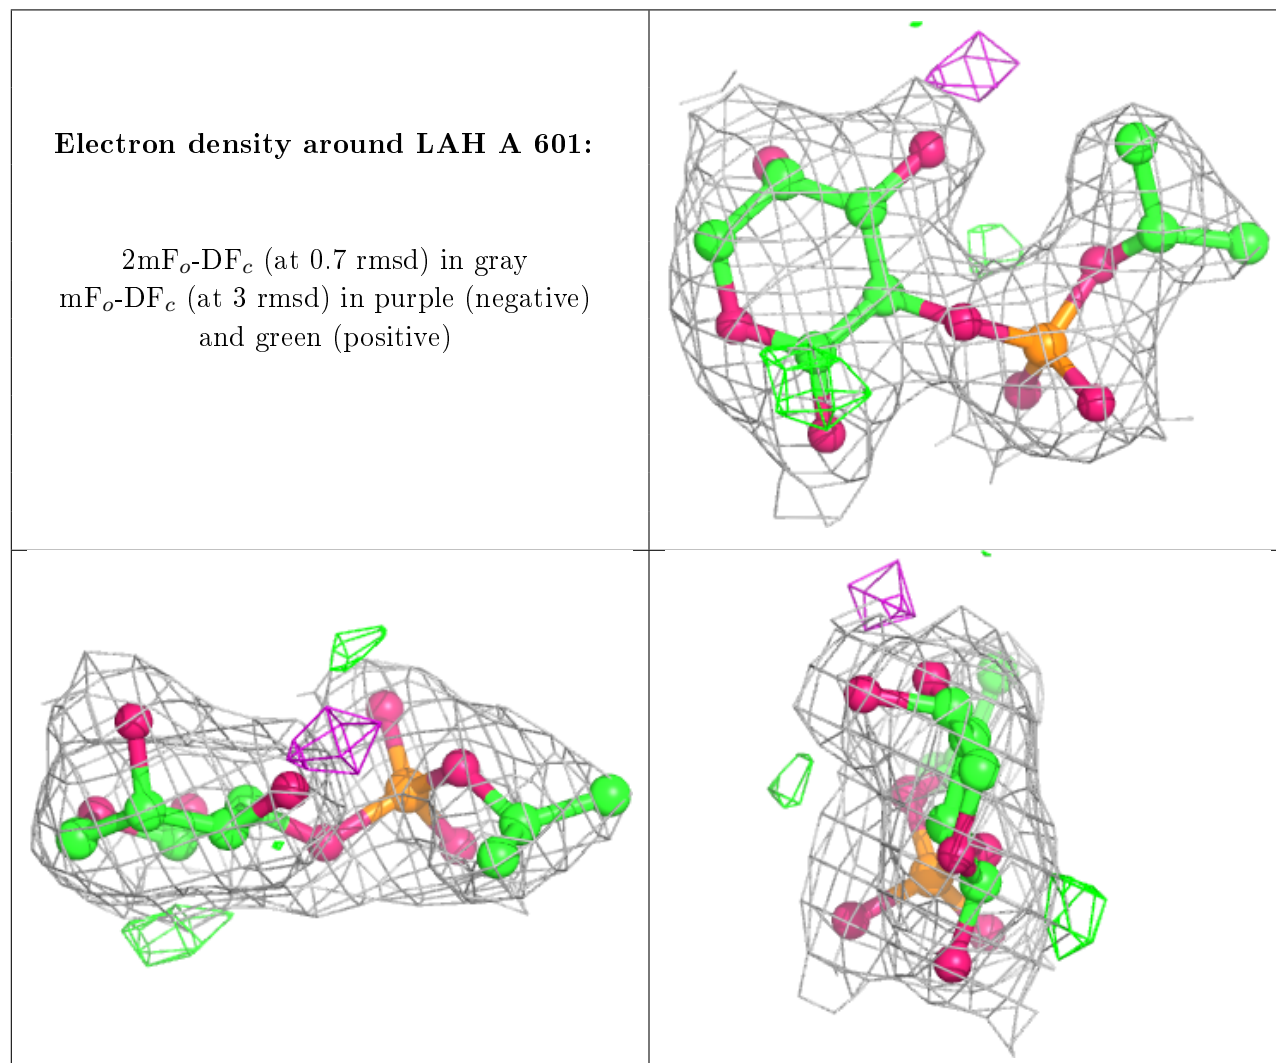 Electron density around LAH A 601:
2mFo-DFc (at 0.7 rmsd) in gray
mFo-DFc (at 3 rmsd) in purple (negative)
and green (positive)